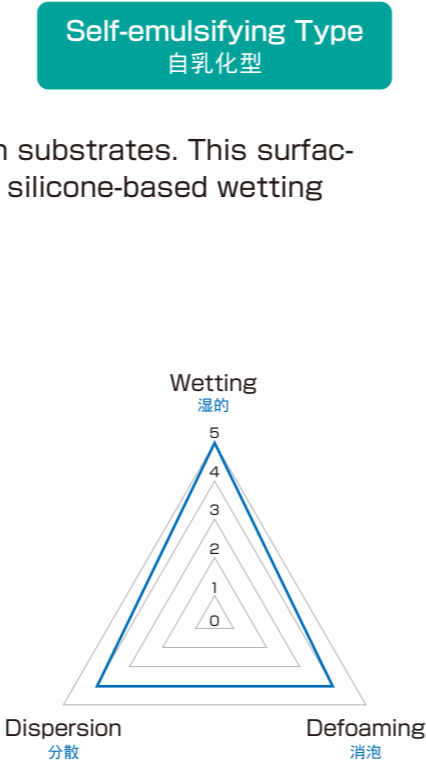 Self-emulsifying Type
自乳化型
n substrates. This surfac-
silicone-based wetting
Wetting
湿的
5
4
3
2
1
0
Dispersion
分散
Defoaming
消泡